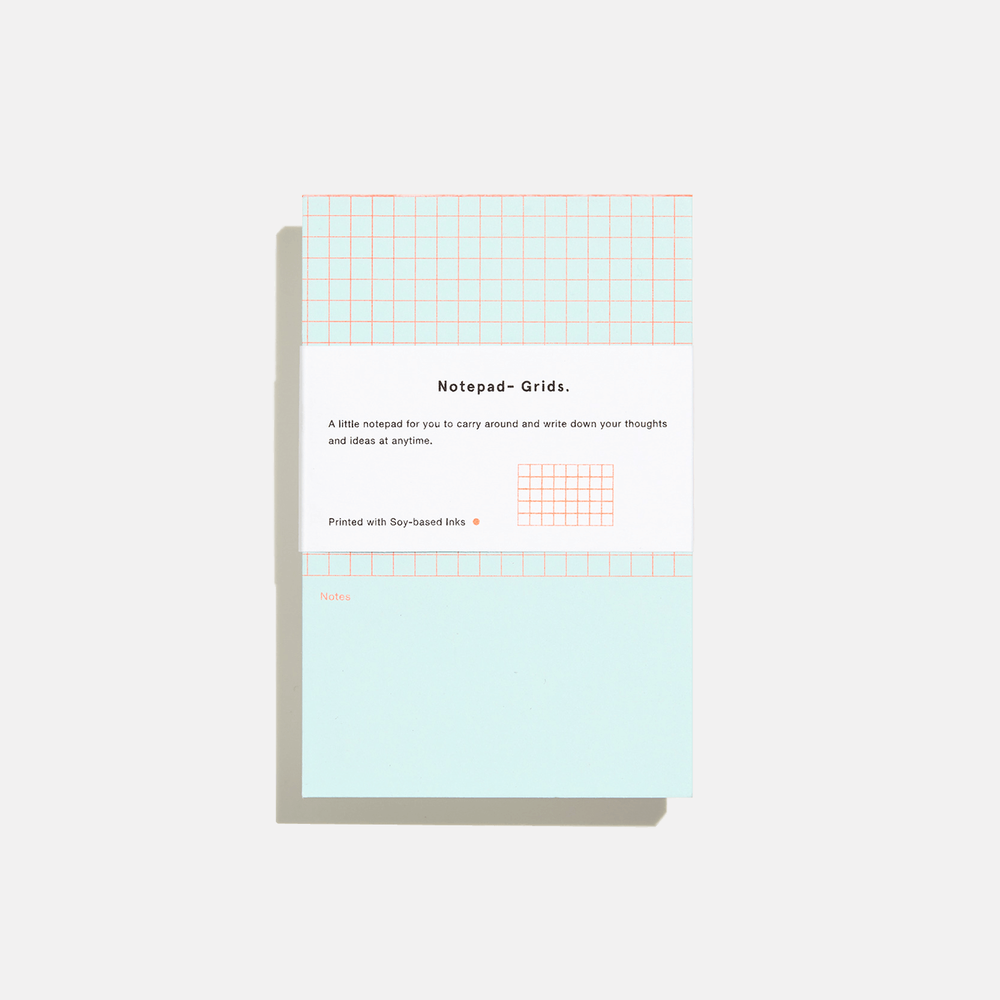 Notepad- Grids.
A little notepad for you to carry around and write down your thoughts
and ideas at anytime.
Printed with Soy-based Inks
Notes